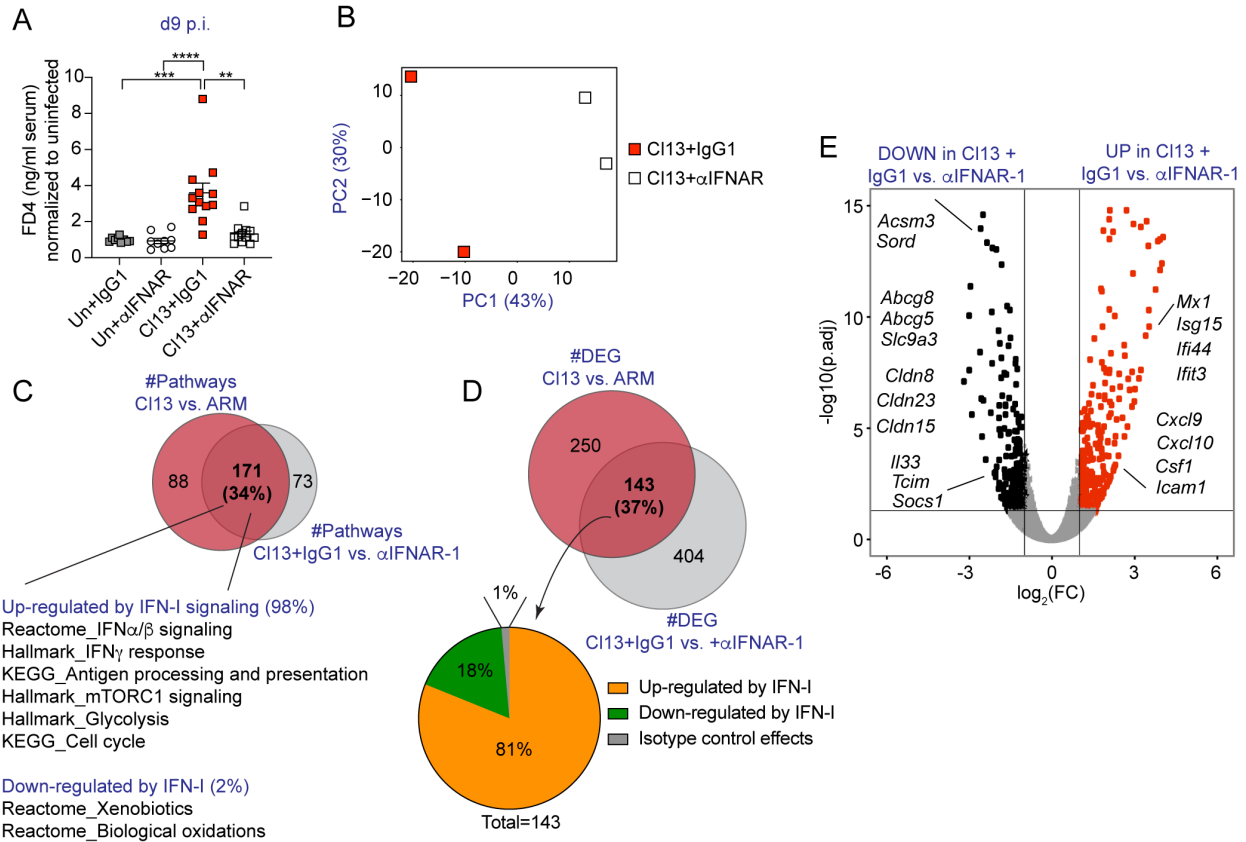 A
d9 p.i.
****
***
**
FD4 (ng/ml serum)
normalized to uninfected
10
8
6
4
2
0
Un+IgG1
Un+αIFNAR
Cl13+IgG1
Cl13+αIFNAR
B
PC2 (30%)
10
0
−10
−20
−20
−10
0
10
PC1 (43%)
Cl13+IgG1
Cl13+αIFNAR
C
#Pathways
Cl13 vs. ARM
88
171
(34%)
73
#Pathways
Cl13+IgG1 vs. αIFNAR-1
Up-regulated by IFN-I signaling (98%)
Reactome_IFNα/β signaling
Hallmark_IFNγ response
KEGG_Antigen processing and presentation
Hallmark_mTORC1 signaling
Hallmark_Glycolysis
KEGG_Cell cycle
Down-regulated by IFN-I (2%)
Reactome_Xenobiotics
Reactome_Biological oxidations
D
#DEG
Cl13 vs. ARM
250
143
(37%)
404
#DEG
Cl13+IgG1 vs. +αIFNAR-1
1%
18%
81%
Up-regulated by IFN-I
Down-regulated by IFN-I
Isotype control effects
Total=143
E
DOWN in Cl13 +
IgG1 vs. αIFNAR-1
UP in Cl13 +
IgG1 vs. αIFNAR-1
-log10(p.adj)
15
10
5
0
Acsm3
Sord
Abcg8
Abcg5
Slc9a3
Cldn8
Cldn23
Cldn15
Il33
Tcim
Socs1
Mx1
Isg15
Ifi44
Ifit3
Cxcl9
Cxcl10
Csf1
Icam1
-6
-3
0
3
6
log2(FC)